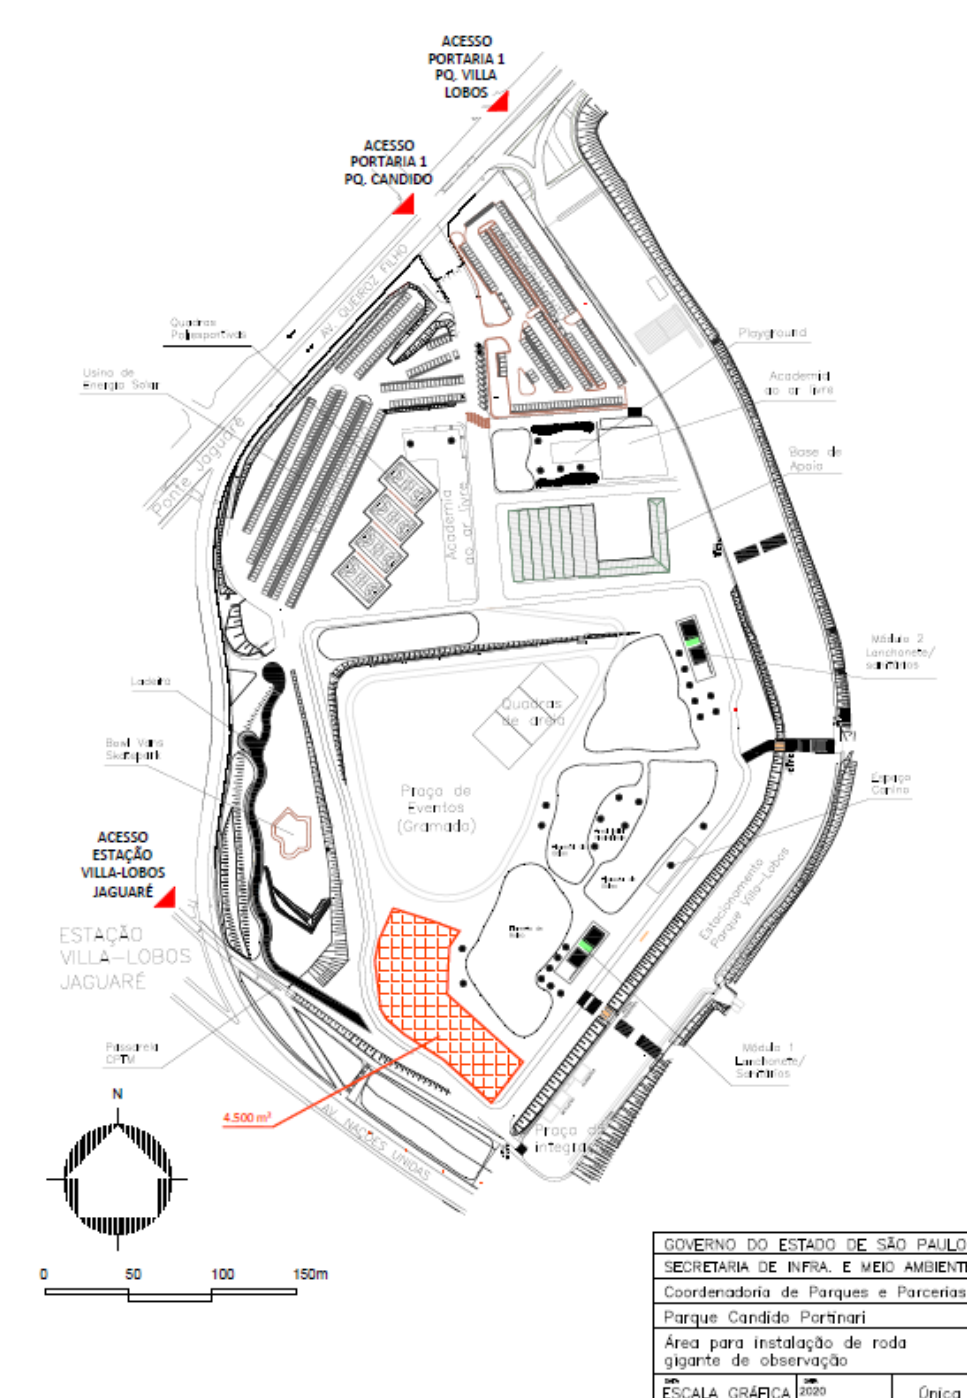 ACESSO
PORTARIA 1
PQ. VILLA
LOBOS
ACESSO
PORTARIA 1
PQ. CANDIDO
AV. QUEIROZ FILHO
Quadras
Poliesportivas
Usina de
Energia Solar
Ponte Jaguaré
Playground
Academia
ao ar livre
Base de
Apoio
Academia
ao ar livre
Módulo 2
Lanchonete/
sanitários
Ladeira
Bowl Vans
Skatepark
Quadras
de areia
Praça de
Eventos
(Gramada)
Espaço
Canino
ACESSO
ESTAÇÃO
VILLA-LOBOS
JAGUARÉ
ESTAÇÃO
VILLA-LOBOS
JAGUARÉ
Estacionamento
Parque Villa-Lobos
Passarela
CPTM
Módulo 1
Lanchonete/
Sanitários
4.500 m²
AV. NAÇÕES UNIDAS
Praça de
integração
N
0 50 100 150m
GOVERNO DO ESTADO DE SÃO PAULO
SECRETARIA DE INFRA. E MEIO AMBIENTE
Coordenadoria de Parques e Parcerias
Parque Candido Portinari
Área para instalação de roda
gigante de observação
ESCALA GRÁFICA 2020 Única